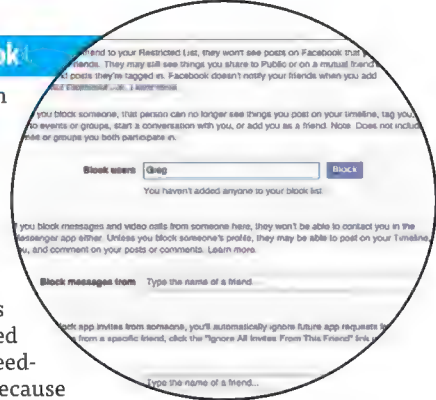 ok
riend to your Restricted List, they won't see posts on Facebook that
riends. They may still see things you share to Public or on a mutual friend's
posts they're tagged in. Facebook doesn't notify your friends when you add
n
you block someone, that person can no longer see things you post on your timeline, tag you,
to events or groups, start a conversation with you, or add you as a friend. Note: Does not includ
or groups you both participate in.
Block users Greg Block
You haven't added anyone to your block list.
f you block messages and video calls from someone here, they won't be able to contact you in the
essenger app either. Unless you block someone's profile, they may be able to post on your Timeline,
ou, and comment on your posts or comments. Learn more.
Block messages from Type the name of a friend
s
ock app invites from someone, you'll automatically ignore future app requests
ed
from a specific friend, click the "Ignore All Invites From This Friend" link
eed-
Type the name of a friend...
ecause